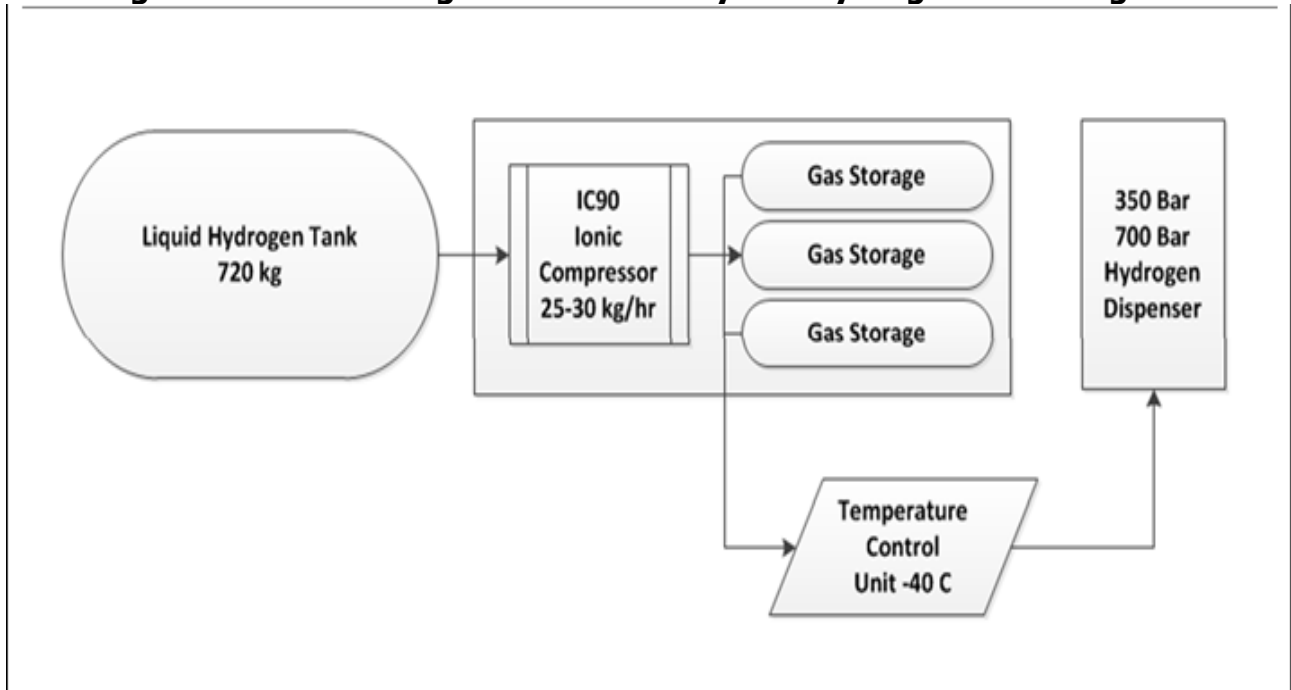 Liquid Hydrogen Tank
720 kg
IC90
Ionic
Compressor
25-30 kg/hr
Gas Storage
Gas Storage
Gas Storage
350 Bar
700 Bar
Hydrogen
Dispenser
Temperature
Control
Unit -40 C